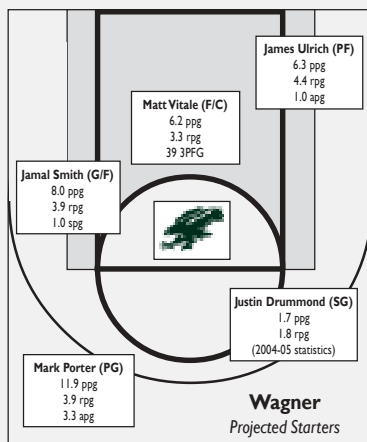 James Ulrich (PF)
6.3 ppg
4.4 rpg
1.0 apg
Matt Vitale (F/C)
6.2 ppg
3.3 rpg
39 3PFG
Jamal Smith (G/F)
8.0 ppg
3.9 rpg
1.0 spg
Justin Drummond (SG)
1.7 ppg
1.8 rpg
(2004-05 statistics)
Mark Porter (PG)
11.9 ppg
3.9 rpg
3.3 apg
Wagner
Projected Starters